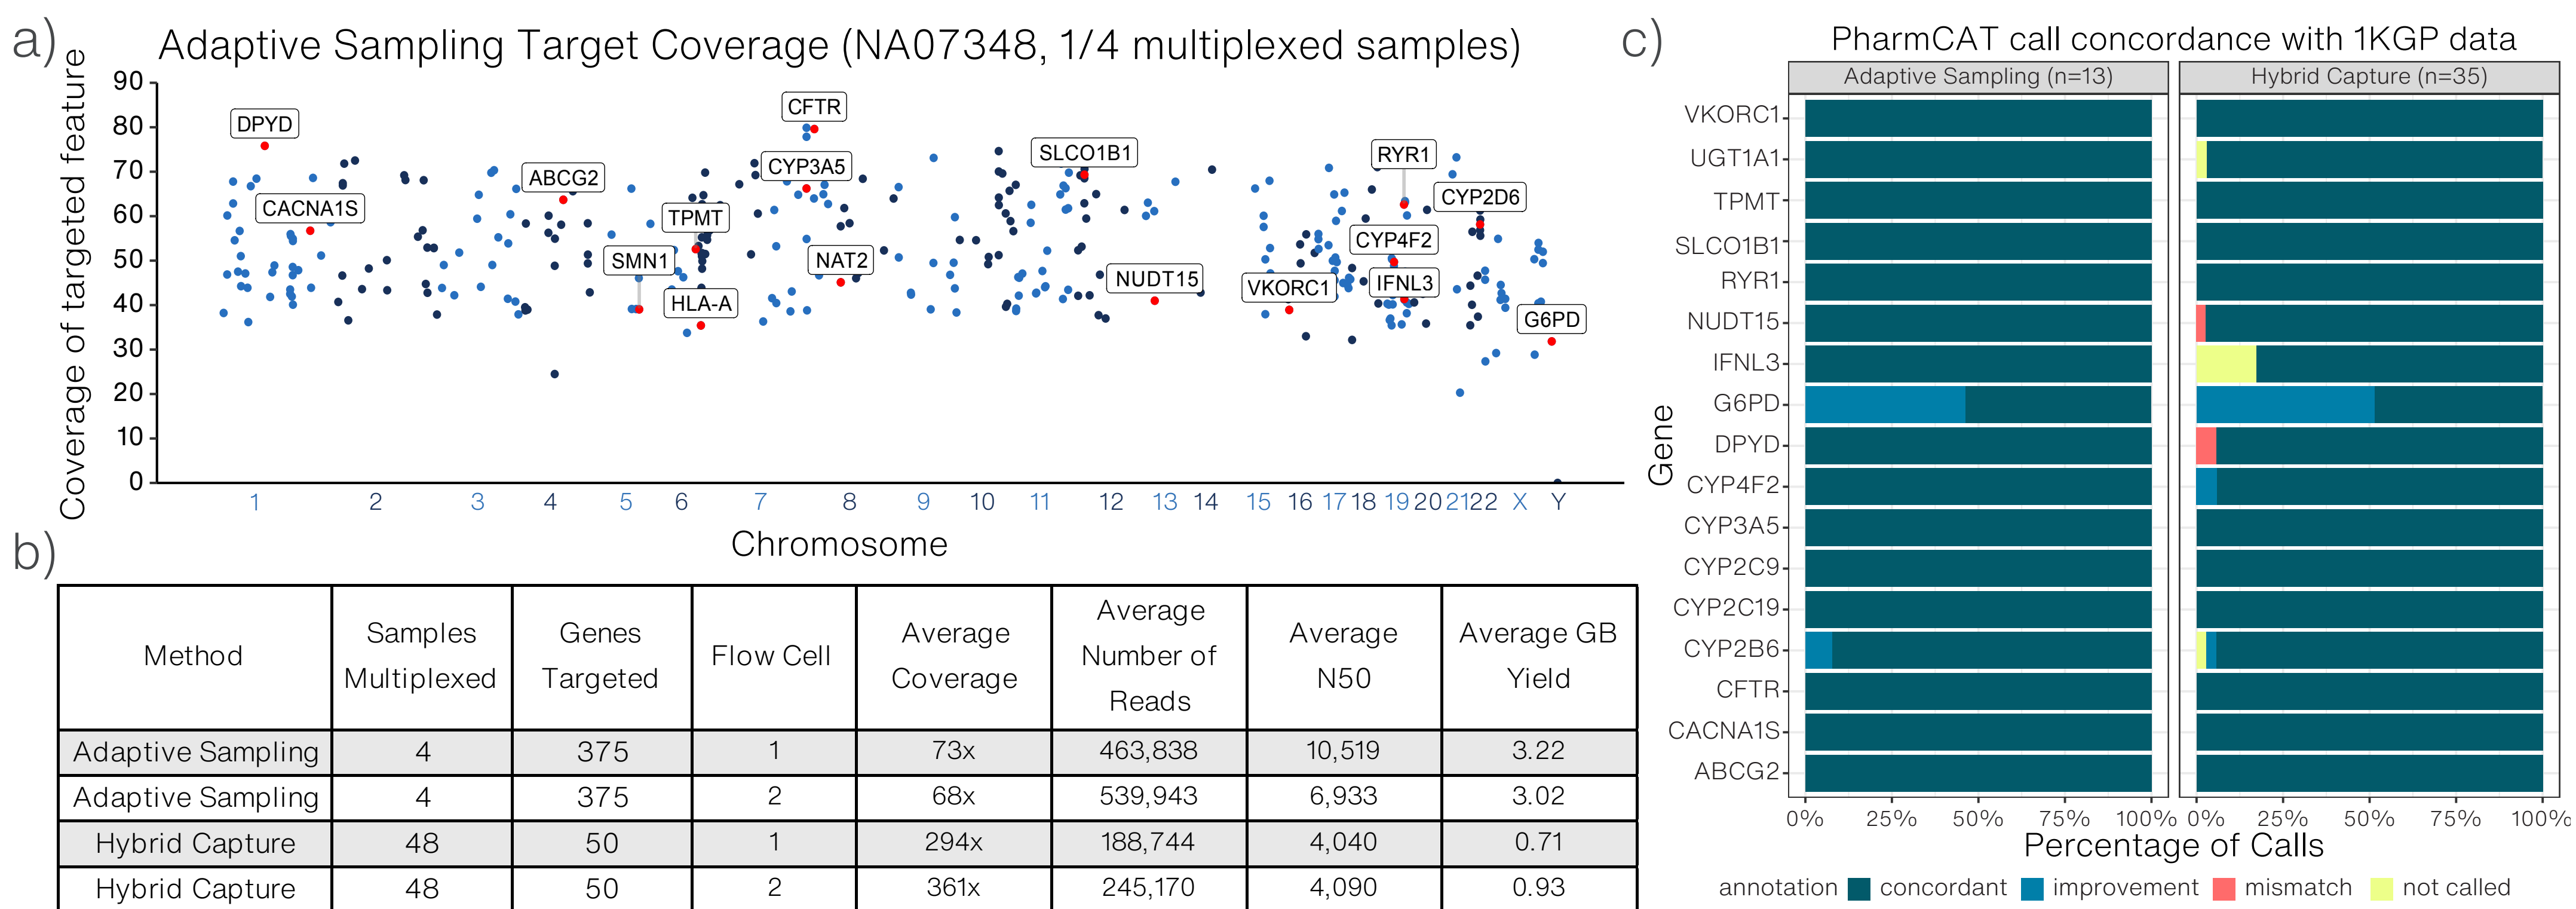 a)
Adaptive Sampling Target Coverage (NA07348, 1/4 multiplexed samples)
Coverage of targeted feature
90
80
70
60
50
40
30
20
10
0
DPYD
CACNA1S
ABCG2
SMN1
TPMT
HLA-A
CFTR
CYP3A5
NAT2
SLCO1B1
NUDT15
VKORC1
RYR1
CYP4F2
IFNL3
CYP2D6
G6PD
1 2 3 4 5 6 7 8 9 10 11 12 13 14 15 16 17 18 19 20 21 22 X Y
Chromosome
b)
Method Samples Multiplexed Genes Targeted Flow Cell Average Coverage Average Number of Reads Average N50 Average GB Yield
Adaptive Sampling 4 375 1 73x 463,838 10,519 3.22
Adaptive Sampling 4 375 2 68x 539,943 6,933 3.02
Hybrid Capture 48 50 1 294x 188,744 4,040 0.71
Hybrid Capture 48 50 2 361x 245,170 4,090 0.93
c)
PharmCAT call concordance with 1KGP data
Adaptive Sampling (n=13) Hybrid Capture (n=35)
Gene
VKORC1
UGT1A1
TPMT
SLCO1B1
RYR1
NUDT15
IFNL3
G6PD
DPYD
CYP4F2
CYP3A5
CYP2C9
CYP2C19
CYP2B6
CFTR
CACNA1S
ABCG2
0% 25% 50% 75% 100% 0% 25% 50% 75% 100%
Percentage of Calls
annotation concordant improvement mismatch not called